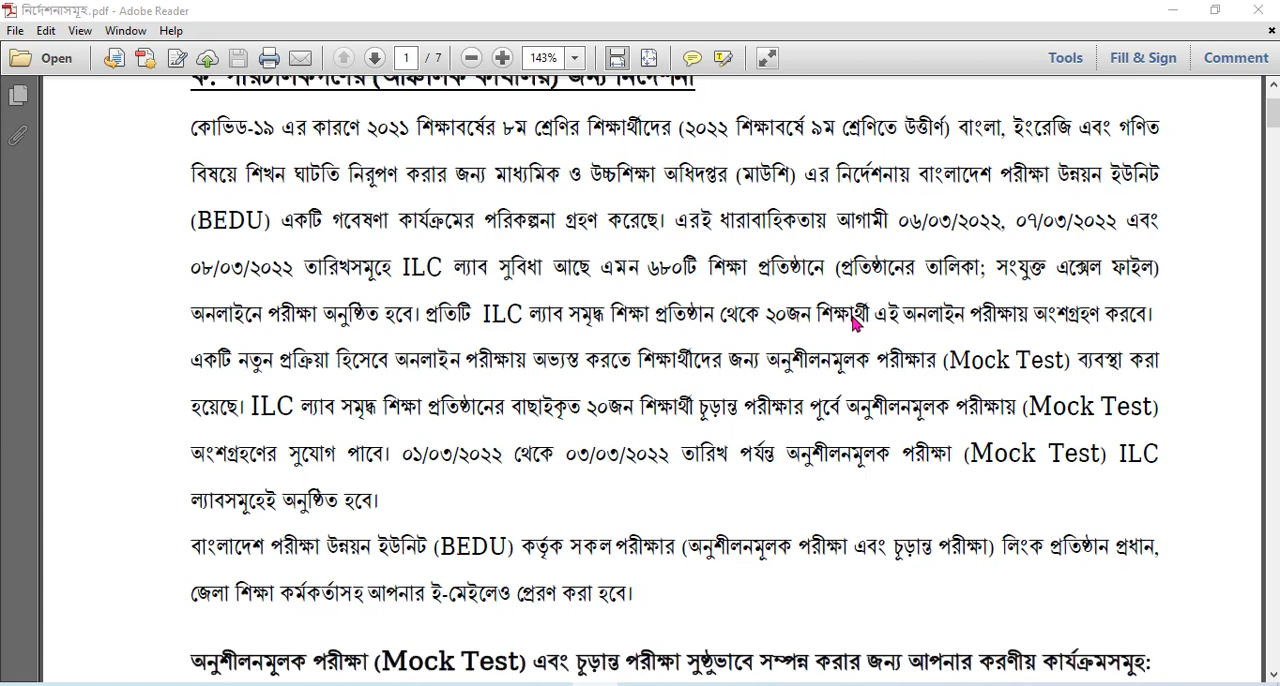 নির্দেশনাসমূহ.pdf - Adobe Reader
File Edit View Window Help
Open 1 / 7 143% Tools Fill & Sign Comment
ক. পরিচালকগণের (আঞ্চলিক কার্যালয়) জন্য নির্দেশনা
কোভিড-১৯ এর কারণে ২০২১ শিক্ষাবর্ষের ৮ম শ্রেণির শিক্ষার্থীদের (২০২২ শিক্ষাবর্ষে ৯ম শ্রেণিতে উত্তীর্ণ) বাংলা, ইংরেজি এবং গণিত
বিষয়ে শিখন ঘাটতি নিরূপণ করার জন্য মাধ্যমিক ও উচ্চশিক্ষা অধিদপ্তর (মাউশি) এর নির্দেশনায় বাংলাদেশ পরীক্ষা উন্নয়ন ইউনিট
(BEDU) একটি গবেষণা কার্যক্রমের পরিকল্পনা গ্রহণ করেছে। এরই ধারাবাহিকতায় আগামী ০৬/০৩/২০২২, ০৭/০৩/২০২২ এবং
০৮/০৩/২০২২ তারিখসমূহে ILC ল্যাব সুবিধা আছে এমন ৬৮০টি শিক্ষা প্রতিষ্ঠানে (প্রতিষ্ঠানের তালিকা; সংযুক্ত এক্সেল ফাইল)
অনলাইনে পরীক্ষা অনুষ্ঠিত হবে। প্রতিটি ILC ল্যাব সমৃদ্ধ শিক্ষা প্রতিষ্ঠান থেকে ২০জন শিক্ষার্থী এই অনলাইন পরীক্ষায় অংশগ্রহণ করবে।
একটি নতুন প্রক্রিয়া হিসেবে অনলাইন পরীক্ষায় অভ্যস্ত করতে শিক্ষার্থীদের জন্য অনুশীলনমূলক পরীক্ষার (Mock Test) ব্যবস্থা করা
হয়েছে। ILC ল্যাব সমৃদ্ধ শিক্ষা প্রতিষ্ঠানের বাছাইকৃত ২০জন শিক্ষার্থী চূড়ান্ত পরীক্ষার পূর্বে অনুশীলনমূলক পরীক্ষায় (Mock Test)
অংশগ্রহণের সুযোগ পাবে। ০১/০৩/২০২২ থেকে ০৩/০৩/২০২২ তারিখ পর্যন্ত অনুশীলনমূলক পরীক্ষা (Mock Test) ILC
ল্যাবসমূহেই অনুষ্ঠিত হবে।
বাংলাদেশ পরীক্ষা উন্নয়ন ইউনিট (BEDU) কর্তৃক সকল পরীক্ষার (অনুশীলনমূলক পরীক্ষা এবং চূড়ান্ত পরীক্ষা) লিংক প্রতিষ্ঠান প্রধান,
জেলা শিক্ষা কর্মকর্তাসহ আপনার ই-মেইলেও প্রেরণ করা হবে।
অনুশীলনমূলক পরীক্ষা (Mock Test) এবং চূড়ান্ত পরীক্ষা সুষ্ঠুভাবে সম্পন্ন করার জন্য আপনার করণীয় কার্যক্রমসমূহ: